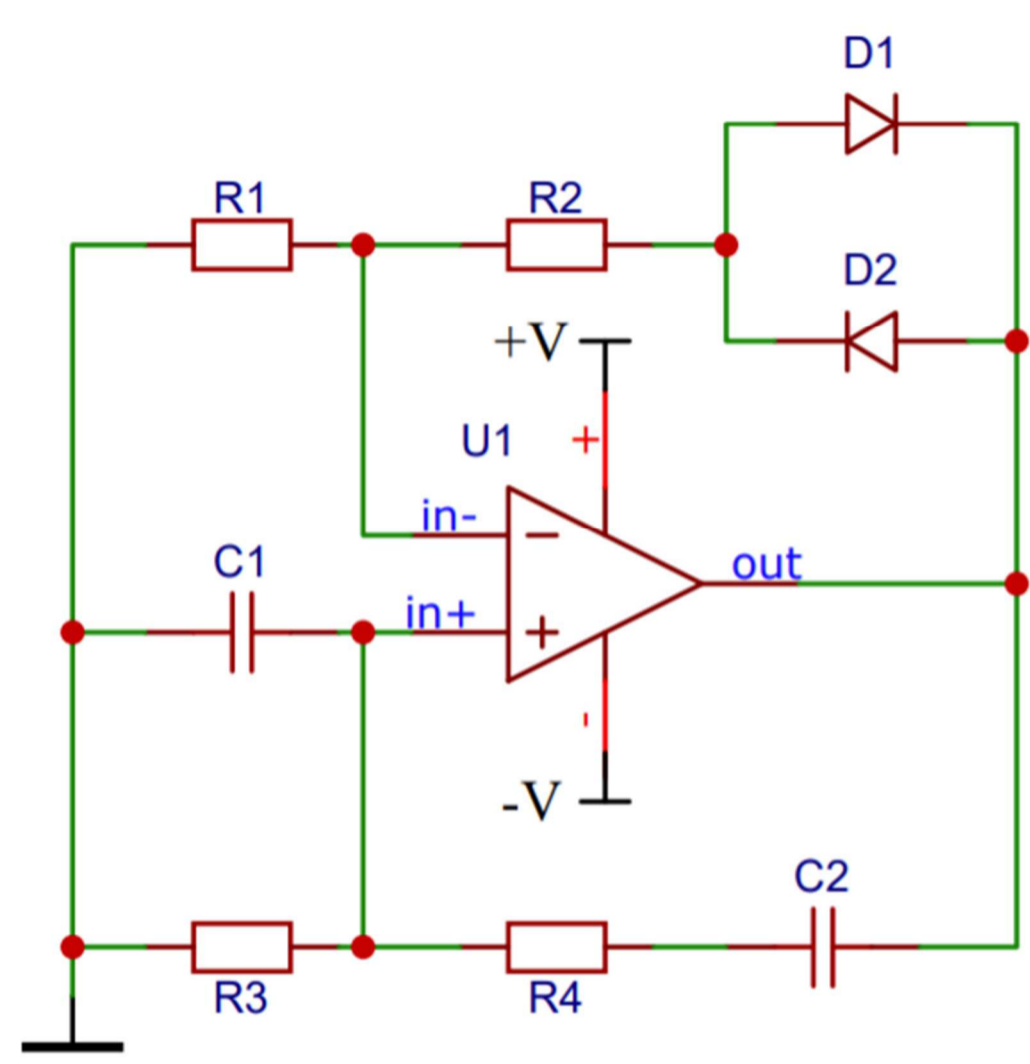 D1
R1
R2
D2
+V
U1
+
in-
C1
out
in+
-
-V
C2
R3
R4